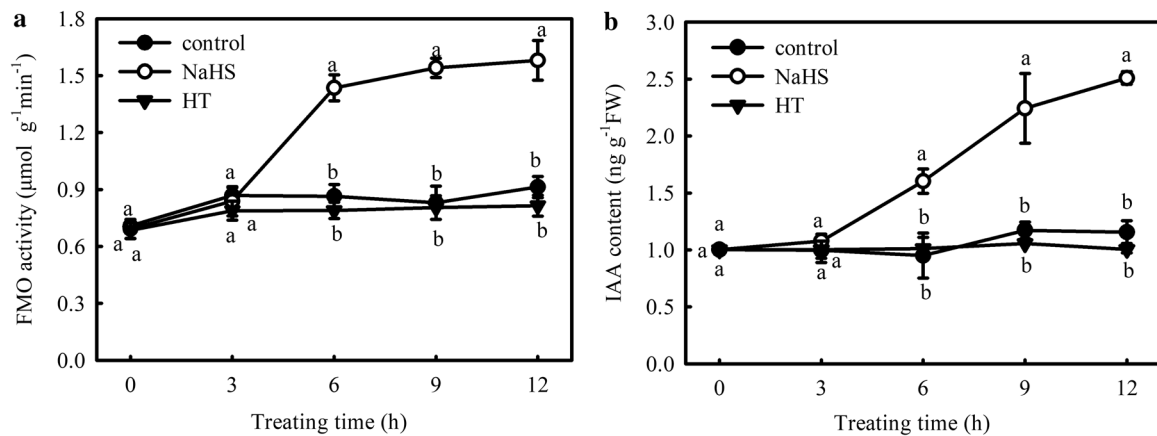 a
FMO activity (μmol g⁻¹min⁻¹)
1.8
1.5
1.2
0.9
0.6
0.3
0.0
control
NaHS
HT
a a a
a a b b b
a a a b b b
0 3 6 9 12
Treating time (h)
b
IAA content (ng g⁻¹FW)
3.0
2.5
2.0
1.5
1.0
0.5
0.0
control
NaHS
HT
a a a
a a b b b
a a a b b b
0 3 6 9 12
Treating time (h)